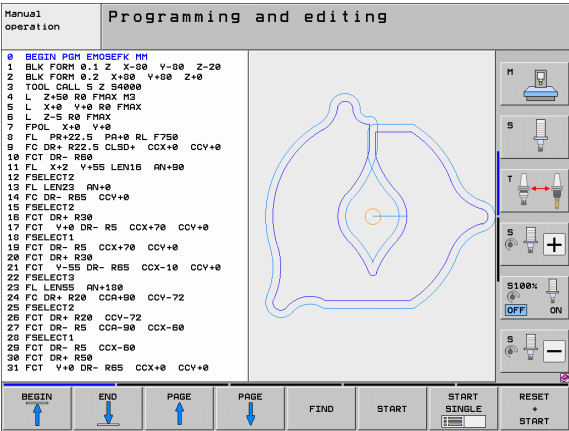 Manual
operation
Programming and editing
0 BEGIN PGM EMOSEFK MM
1 BLK FORM 0.1 Z X-80 Y-80 Z-20
2 BLK FORM 0.2 X+80 Y+80 Z+0
3 TOOL CALL 5 Z S4000
4 L Z+50 R0 FMAX M3
5 L X+0 Y+0 R0 FMAX
6 L Z-5 R0 FMAX
7 FPOL X+0 Y+0
8 FL PR+22.5 PA+0 RL F750
9 FC DR+ R22.5 CLSD+ CCX+0 CCY+0
10 FCT DR- R60
11 FL X+2 Y+55 LEN16 AN+90
12 FSELECT2
13 FL LEN23 AN+0
14 FC DR- R65 CCY+0
15 FSELECT2
16 FCT DR+ R30
17 FCT Y+0 DR- R5 CCX+70 CCY+0
18 FSELECT1
19 FCT DR- R5 CCX+70 CCY+0
20 FCT DR+ R30
21 FCT Y-55 DR- R65 CCX-10 CCY+0
22 FSELECT3
23 FL LEN55 AN+180
24 FC DR+ R20 CCA+90 CCY-72
25 FSELECT2
26 FCT DR+ R20 CCY-72
27 FCT DR- R5 CCA-90 CCX-60
28 FSELECT1
29 FCT DR- R5 CCX-60
30 FCT DR+ R50
31 FCT Y+0 DR- R65 CCX+0 CCY+0
M
S
T
S
+
S100%
OFF ON
S
-
BEGIN
END
PAGE
PAGE
FIND
START
START
SINGLE
RESET
+
START